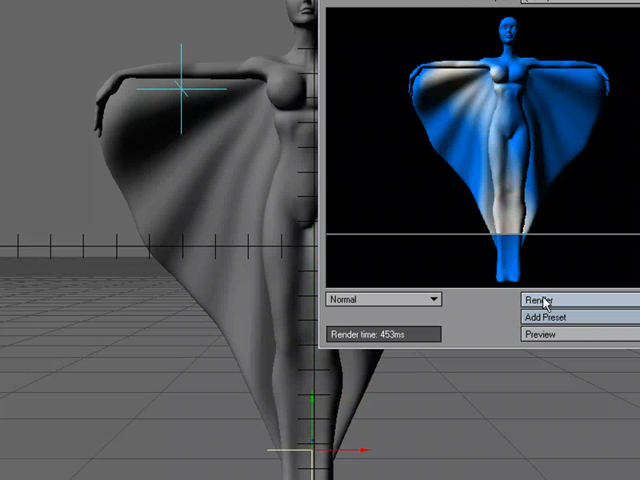 Normal
Render
Render time: 453ms
Add Preset
Preview